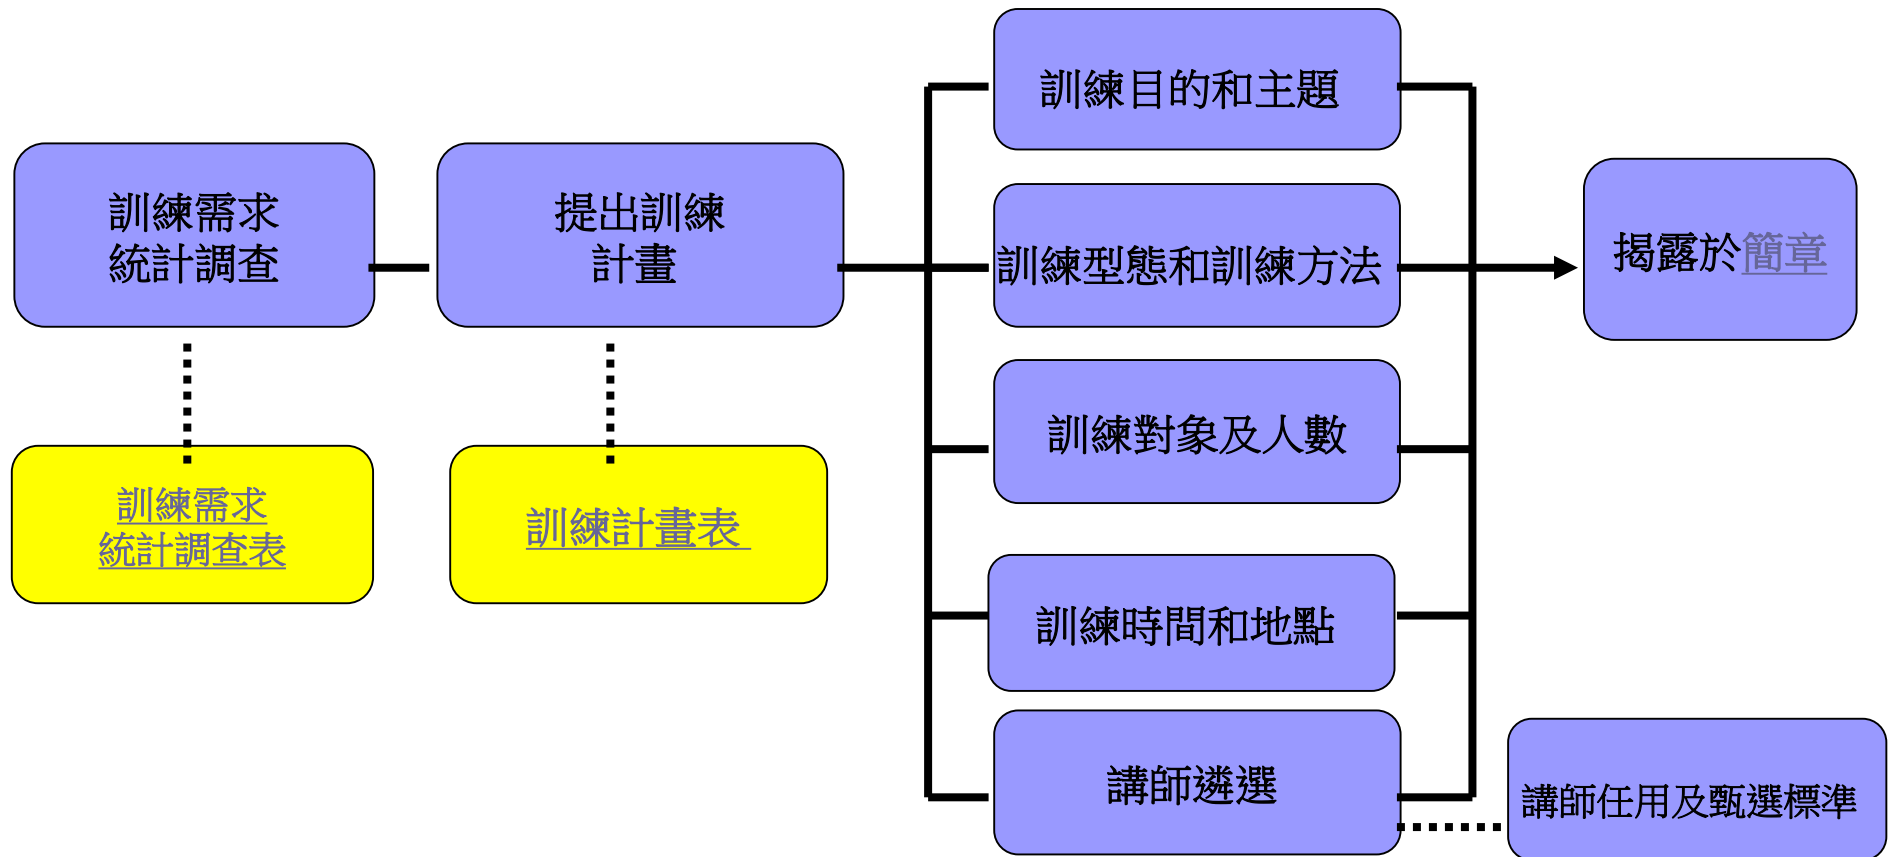 訓練需求
統計調查
提出訓練
計畫
訓練目的和主題
訓練型態和訓練方法
訓練對象及人數
訓練時間和地點
講師遴選
揭露於簡章
訓練需求
統計調查表
訓練計畫表
講師任用及甄選標準